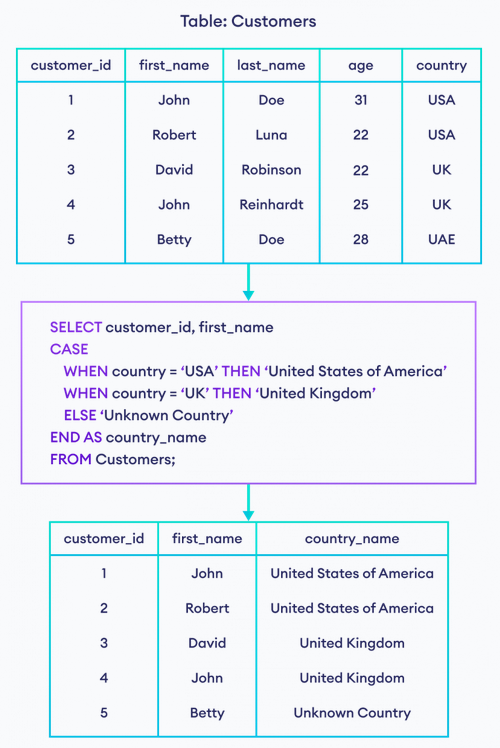 Table: Customers
customer_id first_name last_name age country
1 John Doe 31 USA
2 Robert Luna 22 USA
3 David Robinson 22 UK
4 John Reinhardt 25 UK
5 Betty Doe 28 UAE
SELECT customer_id, first_name
CASE
WHEN country = ‘USA’ THEN ‘United States of America’
WHEN country = ‘UK’ THEN ‘United Kingdom’
ELSE ‘Unknown Country’
END AS country_name
FROM Customers;
customer_id first_name country_name
1 John United States of America
2 Robert United States of America
3 David United Kingdom
4 John United Kingdom
5 Betty Unknown Country